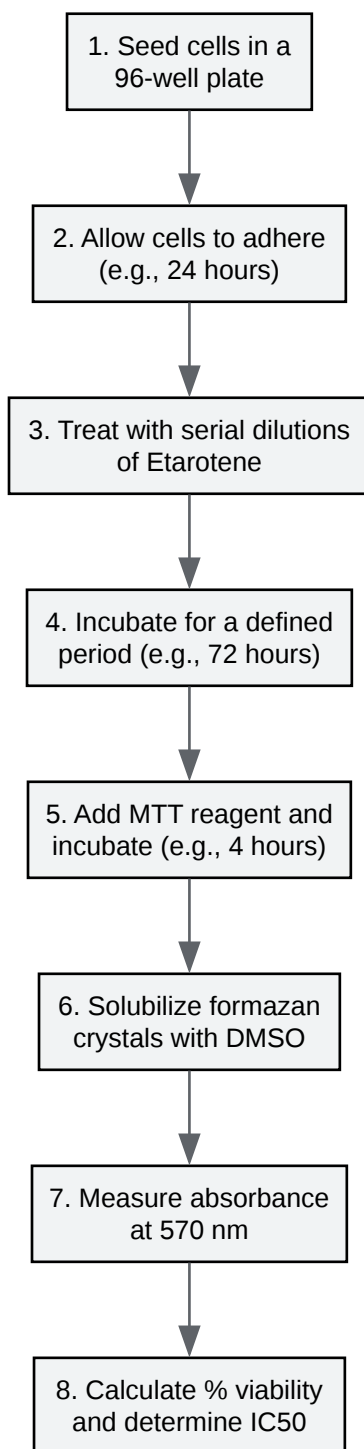 1. Seed cells in a
96-well plate
2. Allow cells to adhere
(e.g., 24 hours)
3. Treat with serial dilutions
of Etarotene
4. Incubate for a defined
period (e.g., 72 hours)
5. Add MTT reagent and
incubate (e.g., 4 hours)
6. Solubilize formazan
crystals with DMSO
7. Measure absorbance
at 570 nm
8. Calculate % viability
and determine IC50